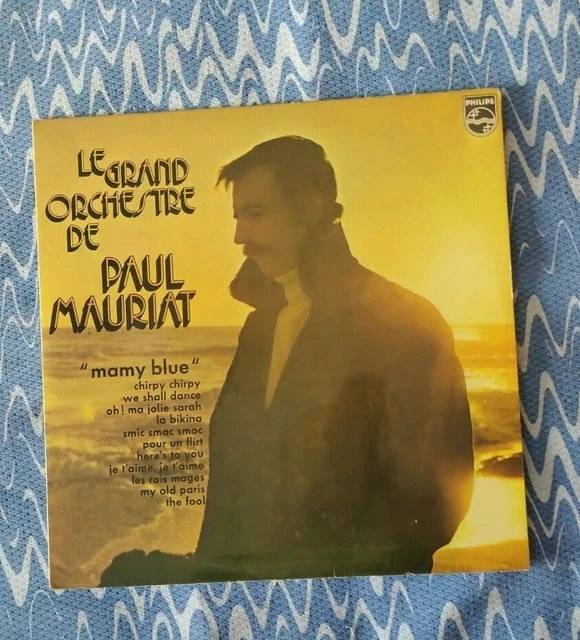 PHILIPS
LE GRAND
ORCHESTRE
DE
PAUL
MAURIAT
"mamy blue"
chirpy chirpy
we shall dance
oh! ma jolie sarah
la bikina
smic smac smoc
pour un flirt
here's to you
je t'aime, je t'aime
les rois mages
my old paris
the fool